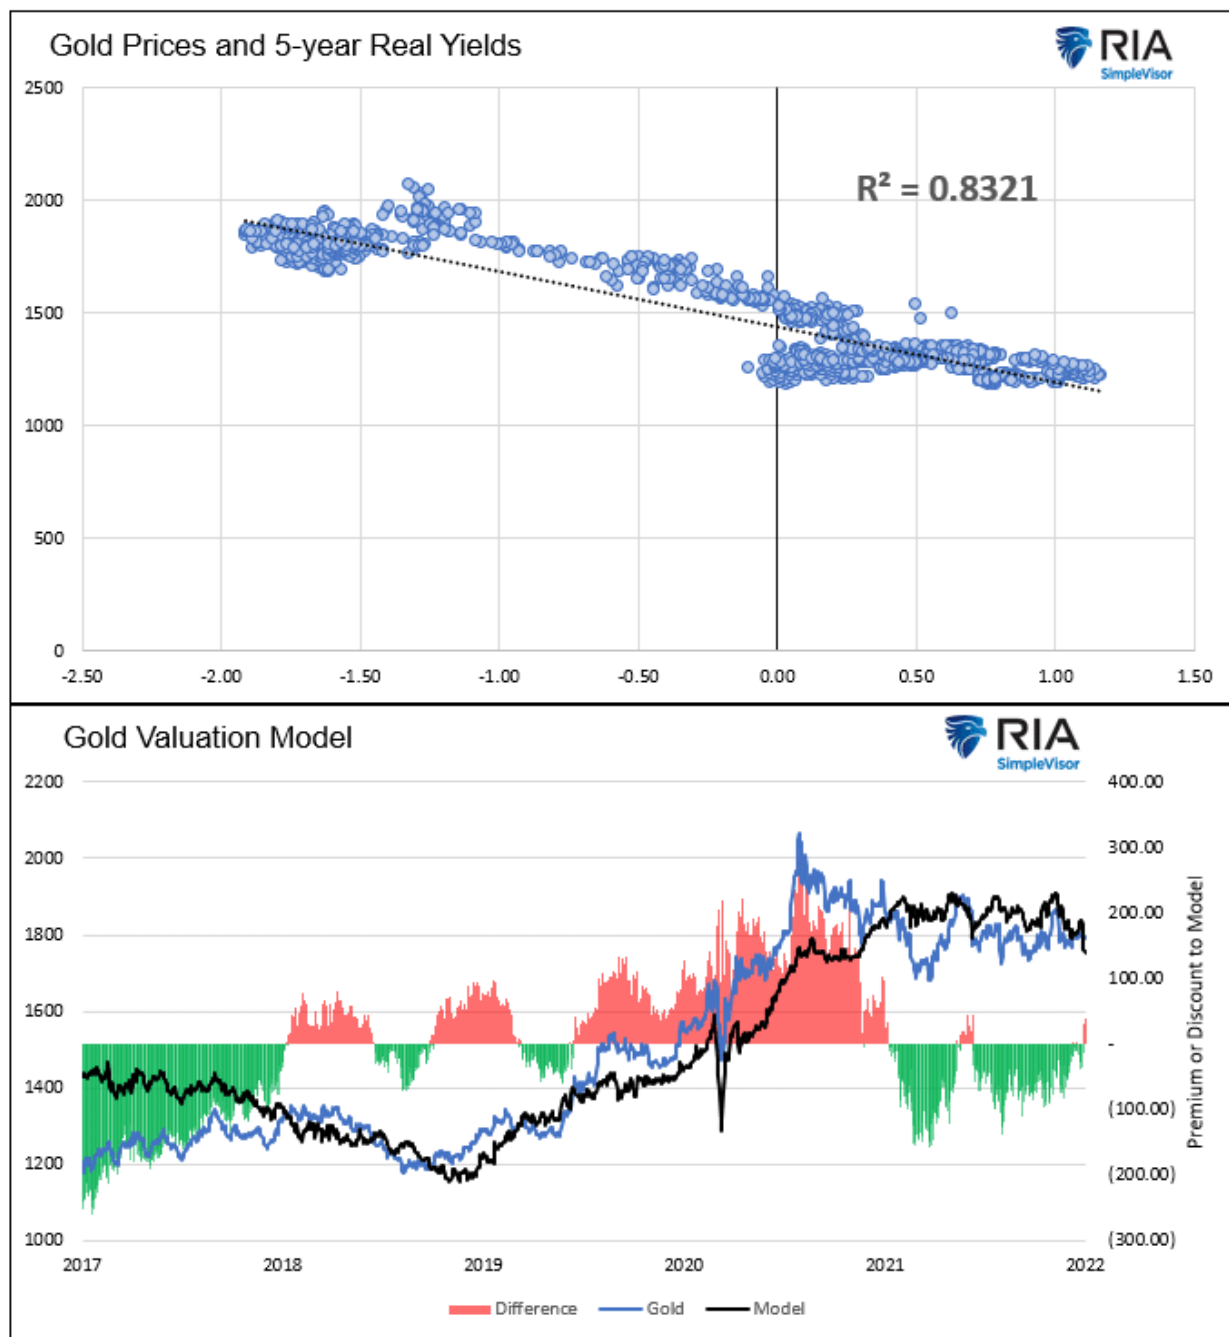 Gold Prices and 5-year Real Yields
RIA
SimpleVisor
2500
R² = 0.8321
2000
1500
1000
500
0
-2.50 -2.00 -1.50 -1.00 -0.50 0.00 0.50 1.00 1.50
Gold Valuation Model
RIA
SimpleVisor
2200 400.00
300.00
2000
1800 200.00
100.00
1600
-
1400
(100.00)
1200 (200.00)
1000 (300.00)
Premium or Discount to Model
2017 2018 2019 2020 2021 2022
Difference Gold Model